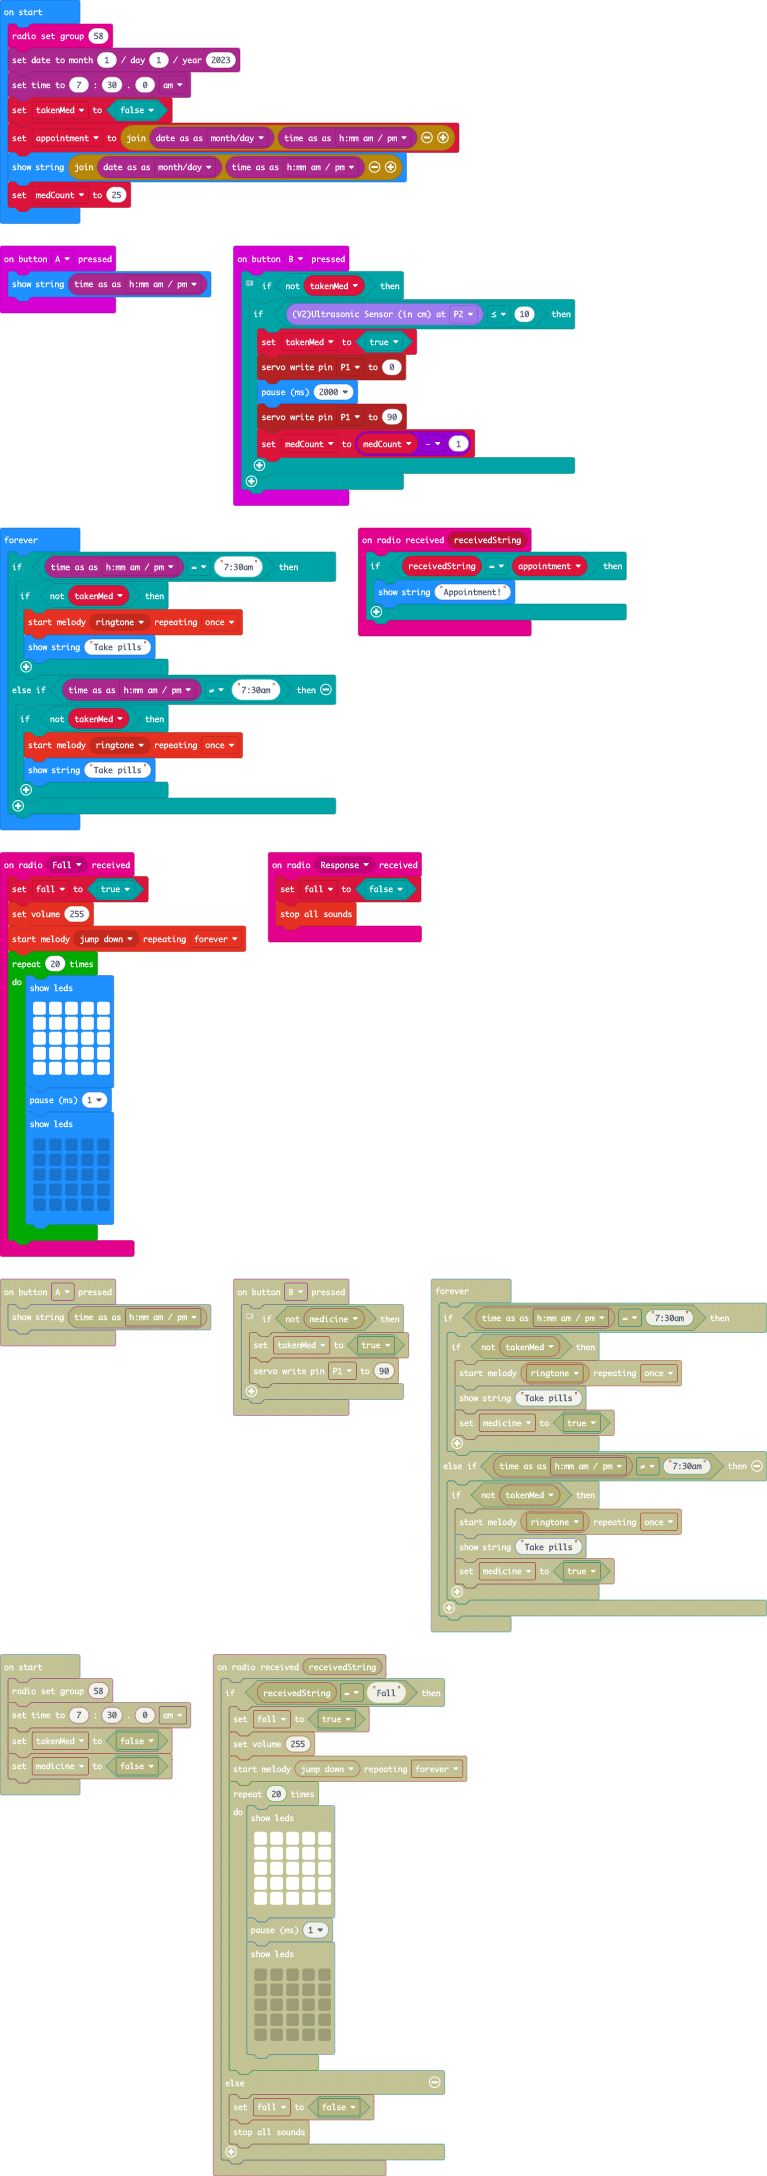 on start
radio set group 58
set date to month 1 / day 1 / year 2023
set time to 7 : 30 . 0 am
set takenMed to false
set appointment to join date as as month/day time as as h:mm am / pm
show string join date as as month/day time as as h:mm am / pm
set medCount to 25
on button A pressed
show string time as as h:mm am / pm
on button B pressed
if not takenMed then
if (V2)Ultrasonic Sensor (in cm) at P2 ≤ 10 then
set takenMed to true
servo write pin P1 to 0
pause (ms) 2000
servo write pin P1 to 90
set medCount to medCount - 1
forever
if time as as h:mm am / pm = "7:30am" then
if not takenMed then
start melody ringtone repeating once
show string "Take pills"
else if time as as h:mm am / pm ≠ "7:30am" then
if not takenMed then
start melody ringtone repeating once
show string "Take pills"
on radio received receivedString
if receivedString = appointment then
show string "Appointment!"
on radio Fall received
set fall to true
set volume 255
start melody jump down repeating forever
repeat 20 times
do
show leds
pause (ms) 1
show leds
on radio Response received
set fall to false
stop all sounds
on button A pressed
show string time as as h:mm am / pm
on button B pressed
if not medicine then
set takenMed to true
servo write pin P1 to 90
forever
if time as as h:mm am / pm = "7:30am" then
if not takenMed then
start melody ringtone repeating once
show string "Take pills"
set medicine to true
else if time as as h:mm am / pm ≠ "7:30am" then
if not takenMed then
start melody ringtone repeating once
show string "Take pills"
set medicine to true
on start
radio set group 58
set time to 7 : 30 . 0 am
set takenMed to false
set medicine to false
on radio received receivedString
if receivedString = "Fall" then
set fall to true
set volume 255
start melody jump down repeating forever
repeat 20 times
do
show leds
pause (ms) 1
show leds
else
set fall to false
stop all sounds